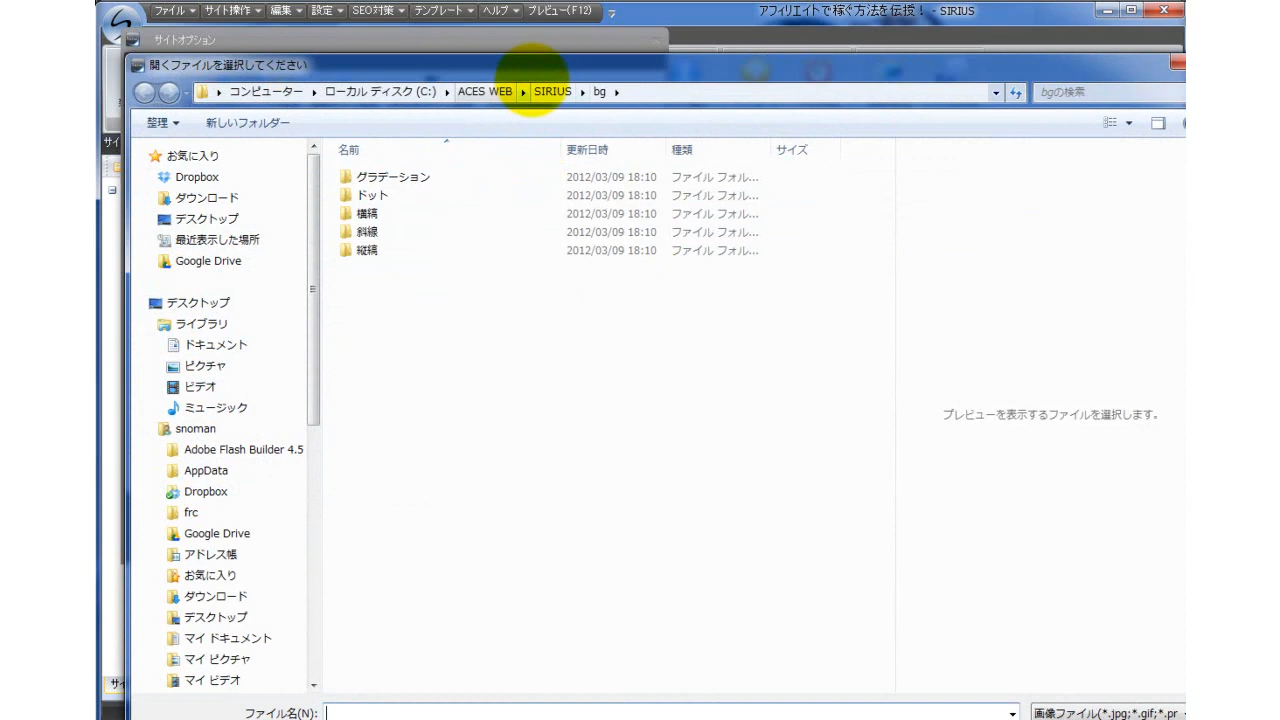 ファイル サイト操作 編集 設定 SEO対策 テンプレート ヘルプ プレビュー(F12)
アフィリエイトで稼ぐ方法を伝授！ - SIRIUS
サイトオプション
開くファイルを選択してください
コンピューター ローカル ディスク (C:) ACES WEB SIRIUS bg
bgの検索
整理 新しいフォルダー
サイ
名前 更新日時 種類 サイズ
グラデーション 2012/03/09 18:10 ファイル フォル...
ドット 2012/03/09 18:10 ファイル フォル...
横縞 2012/03/09 18:10 ファイル フォル...
斜線 2012/03/09 18:10 ファイル フォル...
縦縞 2012/03/09 18:10 ファイル フォル...
お気に入り
Dropbox
ダウンロード
デスクトップ
最近表示した場所
Google Drive
デスクトップ
ライブラリ
ドキュメント
ピクチャ
ビデオ
ミュージック
snoman
Adobe Flash Builder 4.5
AppData
Dropbox
frc
Google Drive
アドレス帳
お気に入り
ダウンロード
デスクトップ
マイ ドキュメント
マイ ピクチャ
マイ ビデオ
プレビューを表示するファイルを選択します。
サイ
ファイル名(N):
画像ファイル(*.jpg;*.gif;*.pr